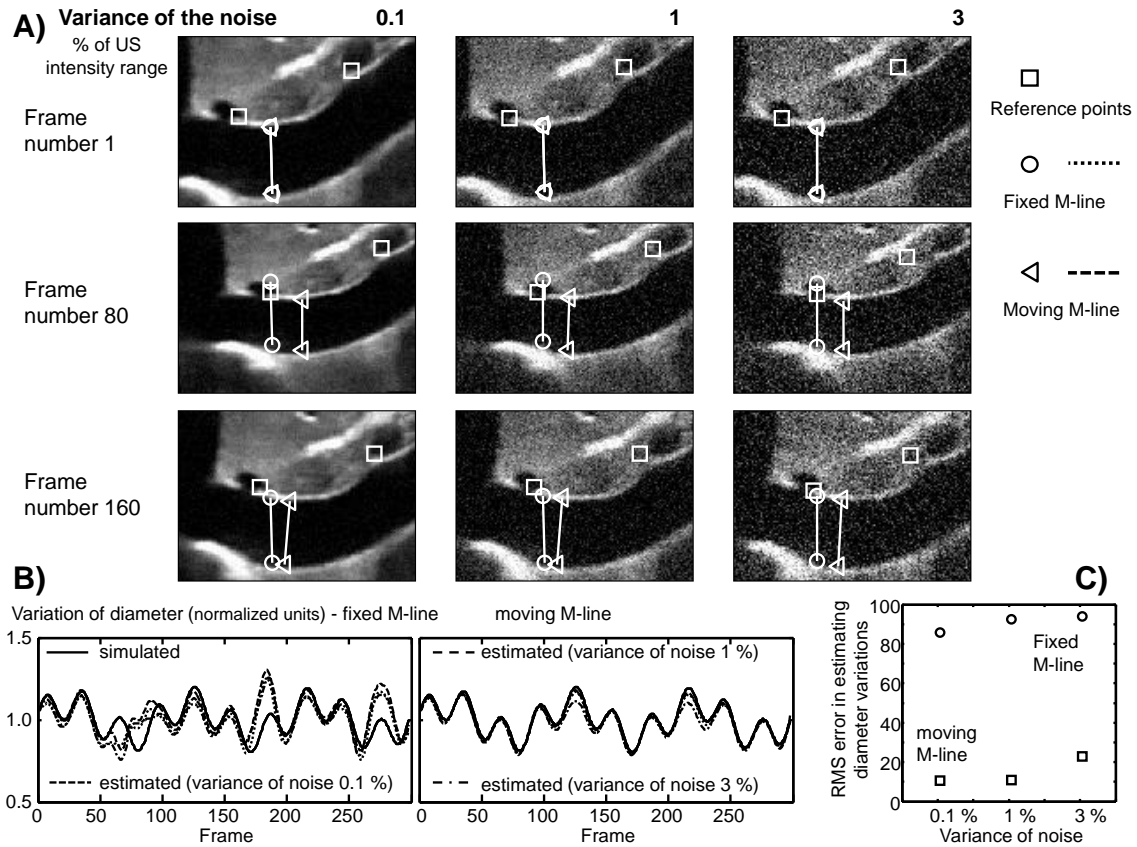 A)
Variance of the noise 0.1 1 3
% of US
intensity range
Frame
number 1
Reference points
Fixed M-line
Frame
number 80
Moving M-line
Frame
number 160
B)
Variation of diameter (normalized units) - fixed M-line moving M-line
1.5
1.0
0.5
simulated
estimated (variance of noise 0.1 %)
0 50 100 150 200 250
Frame
estimated (variance of noise 1 %)
estimated (variance of noise 3 %)
0 50 100 150 200 250
Frame
C)
RMS error in estimating
diameter variations
100
80
60
40
20
0
Fixed
M-line
moving
M-line
0.1 % 1 % 3 %
Variance of noise